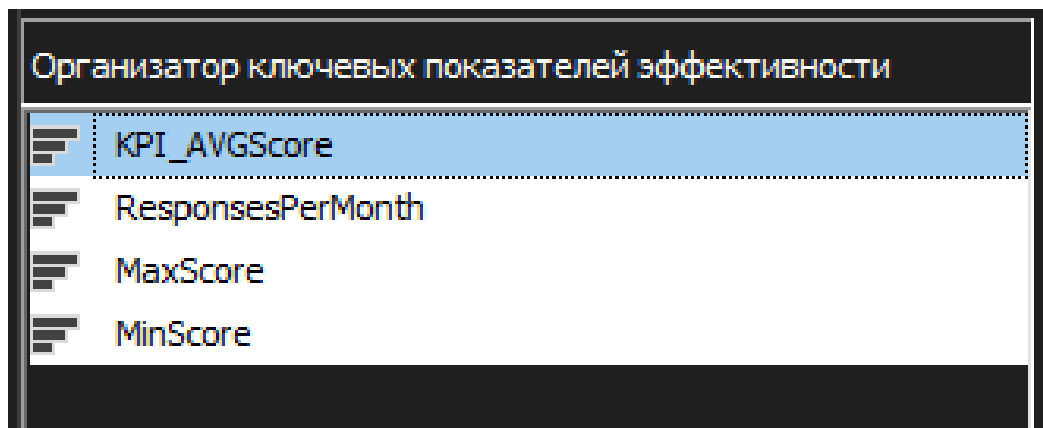 Организатор ключевых показателей эффективности
KPI_AVGScore
ResponsesPerMonth
MaxScore
MinScore